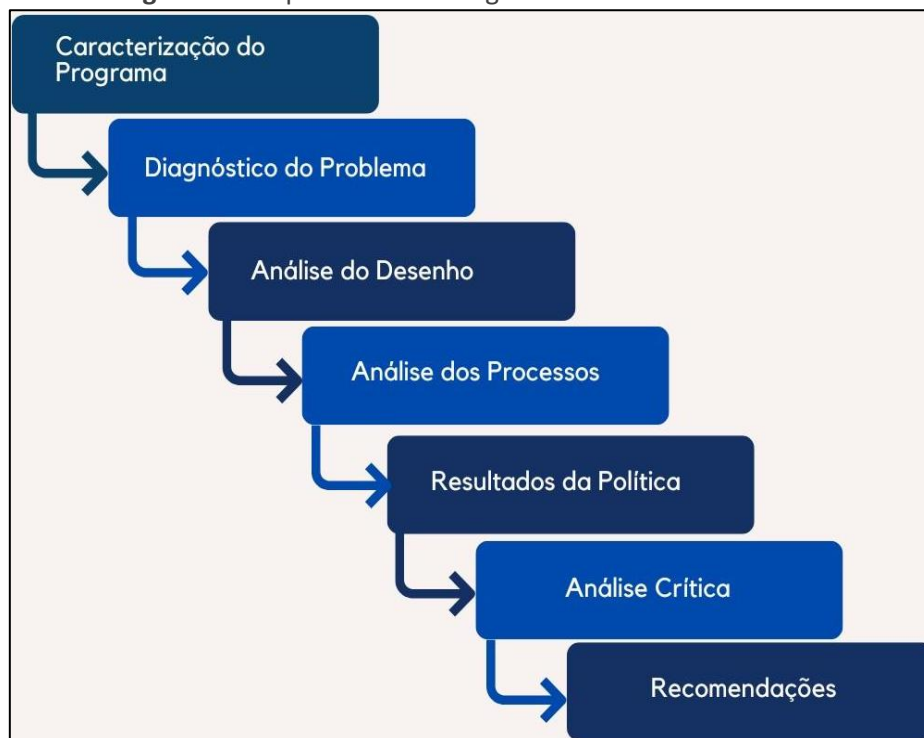 Caracterização do
Programa
Diagnóstico do Problema
Análise do Desenho
Análise dos Processos
Resultados da Política
Análise Crítica
Recomendações